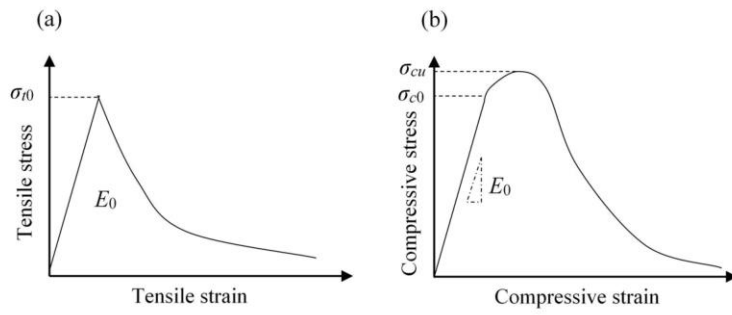 (a)
σt0
Tensile stress
E0
Tensile strain
(b)
σcu
σc0
Compressive stress
E0
Compressive strain